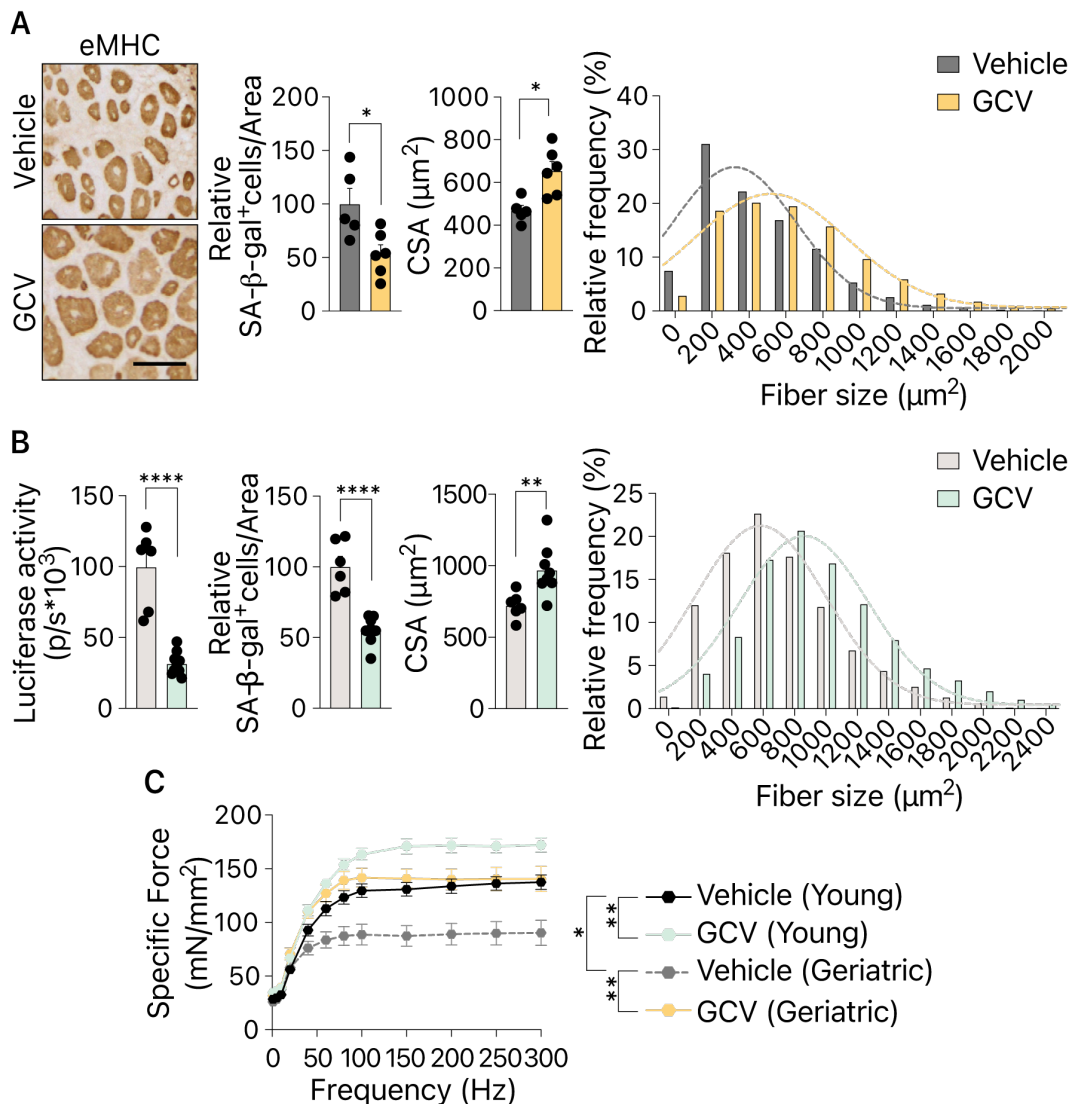 A
eMHC
Vehicle
GCV
Relative
SA-β-gal⁺cells/Area
200
150
100
50
0
*
CSA (μm²)
1000
800
600
400
200
0
*
Relative frequency (%)
40
30
20
10
0
0 200 400 600 800 1000 1200 1400 1600 1800 2000
Fiber size (μm²)
Vehicle
GCV
B
Luciferase activity
(p/s*10³)
150
100
50
0
****
Relative
SA-β-gal⁺cells/Area
150
100
50
0
****
CSA (μm²)
1500
1000
500
0
**
Relative frequency (%)
25
20
15
10
5
0
0 200 400 600 800 1000 1200 1400 1600 1800 2000 2200 2400
Fiber size (μm²)
Vehicle
GCV
C
Specific Force
(mN/mm²)
200
150
100
50
0
0 50 100 150 200 250 300
Frequency (Hz)
*
**
**
Vehicle (Young)
GCV (Young)
Vehicle (Geriatric)
GCV (Geriatric)